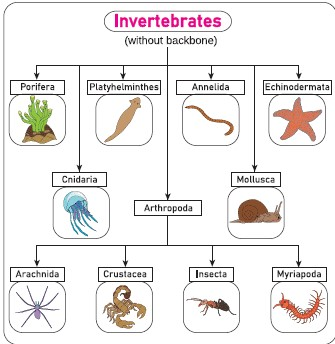 Invertebrates
(without backbone)
Porifera
Platyhelminthes
Annelida
Echinodermata
Cnidaria
Arthropoda
Mollusca
Arachnida
Crustacea
Insecta
Myriapoda